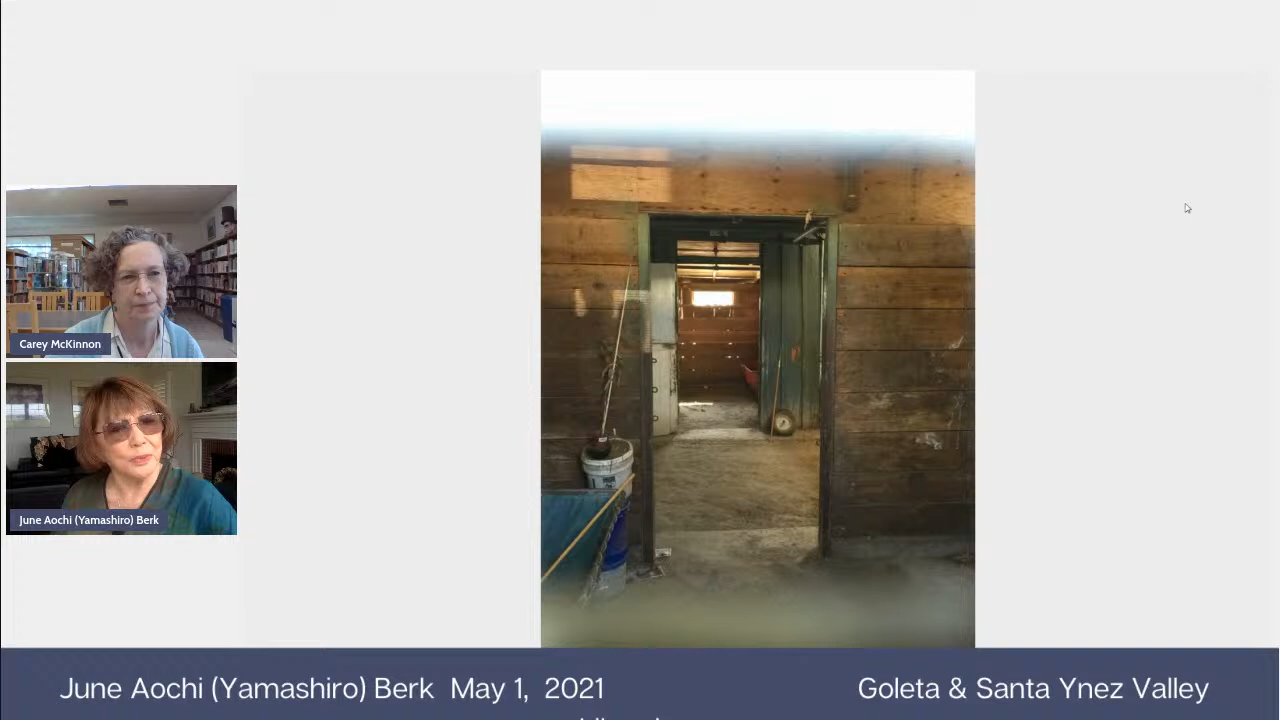 Carey McKinnon
June Aochi (Yamashiro) Berk
June Aochi (Yamashiro) Berk May 1, 2021
Goleta & Santa Ynez Valley